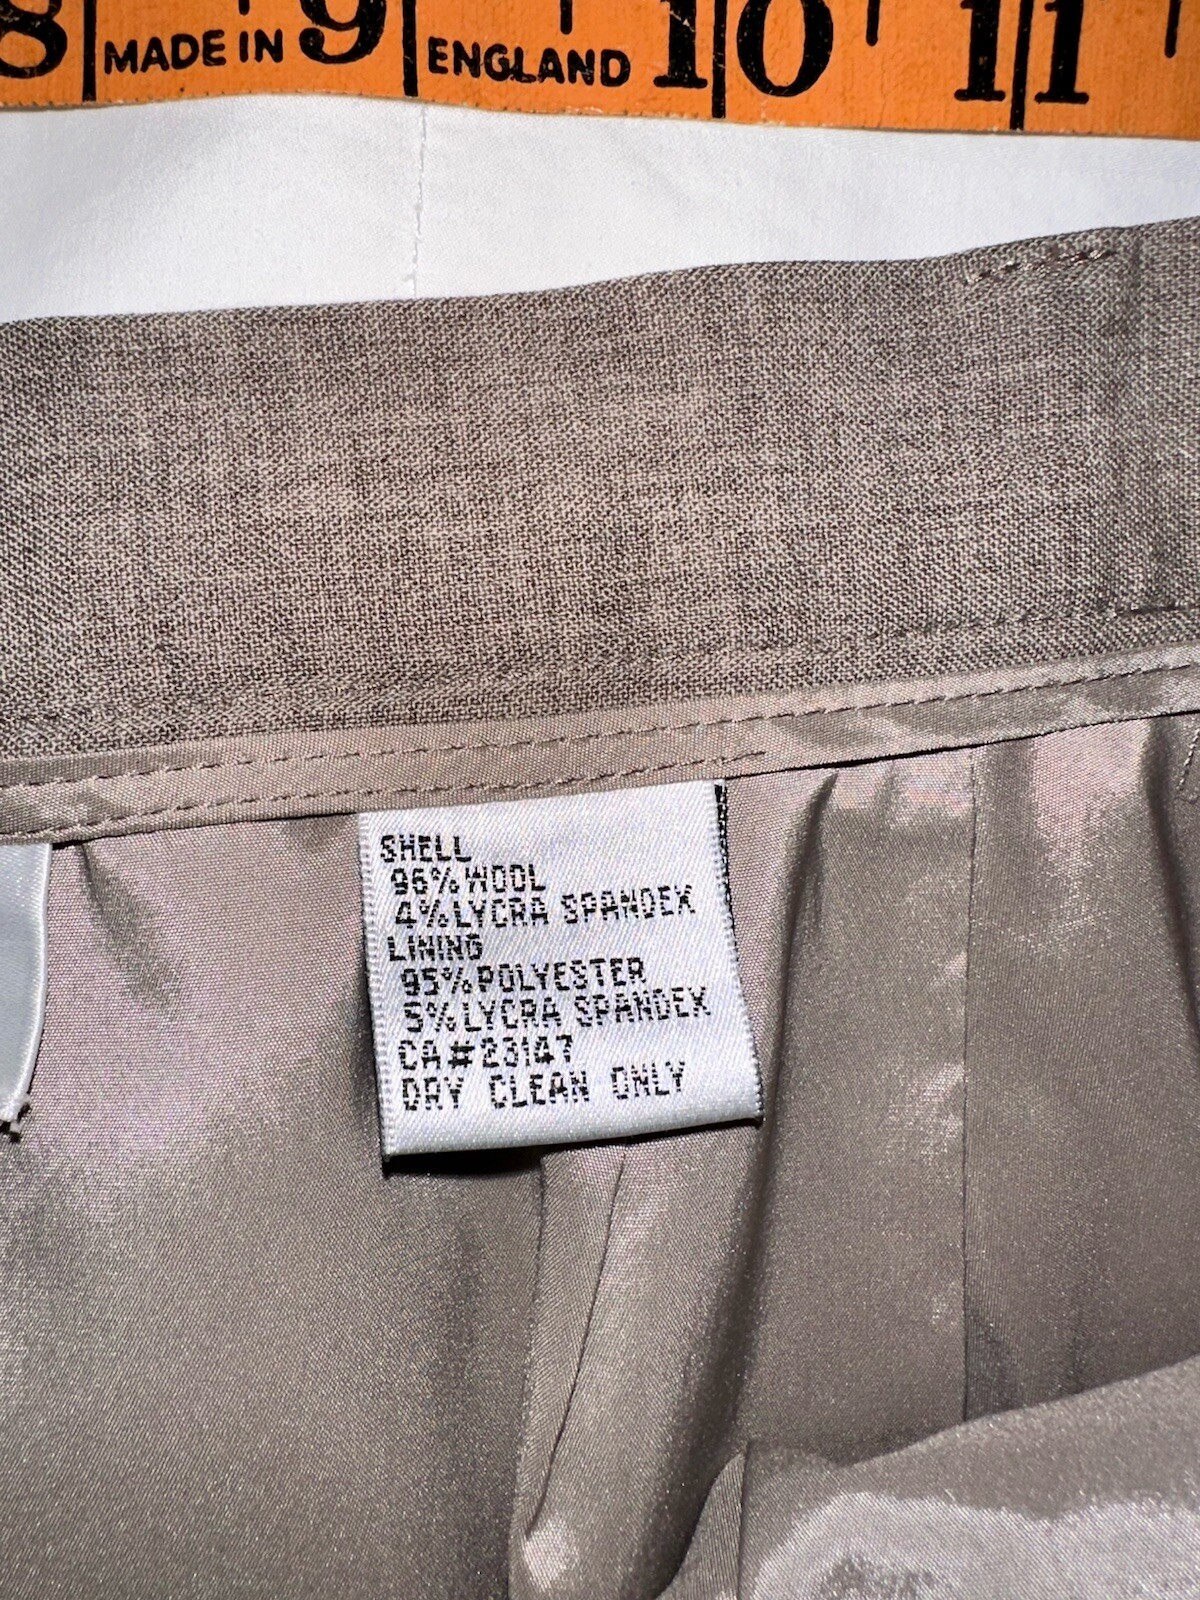 8 MADE IN 9 ENGLAND 10 11
SHELL
96% WOOL
4% LYCRA SPANDEX
LINING
95% POLYESTER
5% LYCRA SPANDEX
CA#23147
DRY CLEAN ONLY